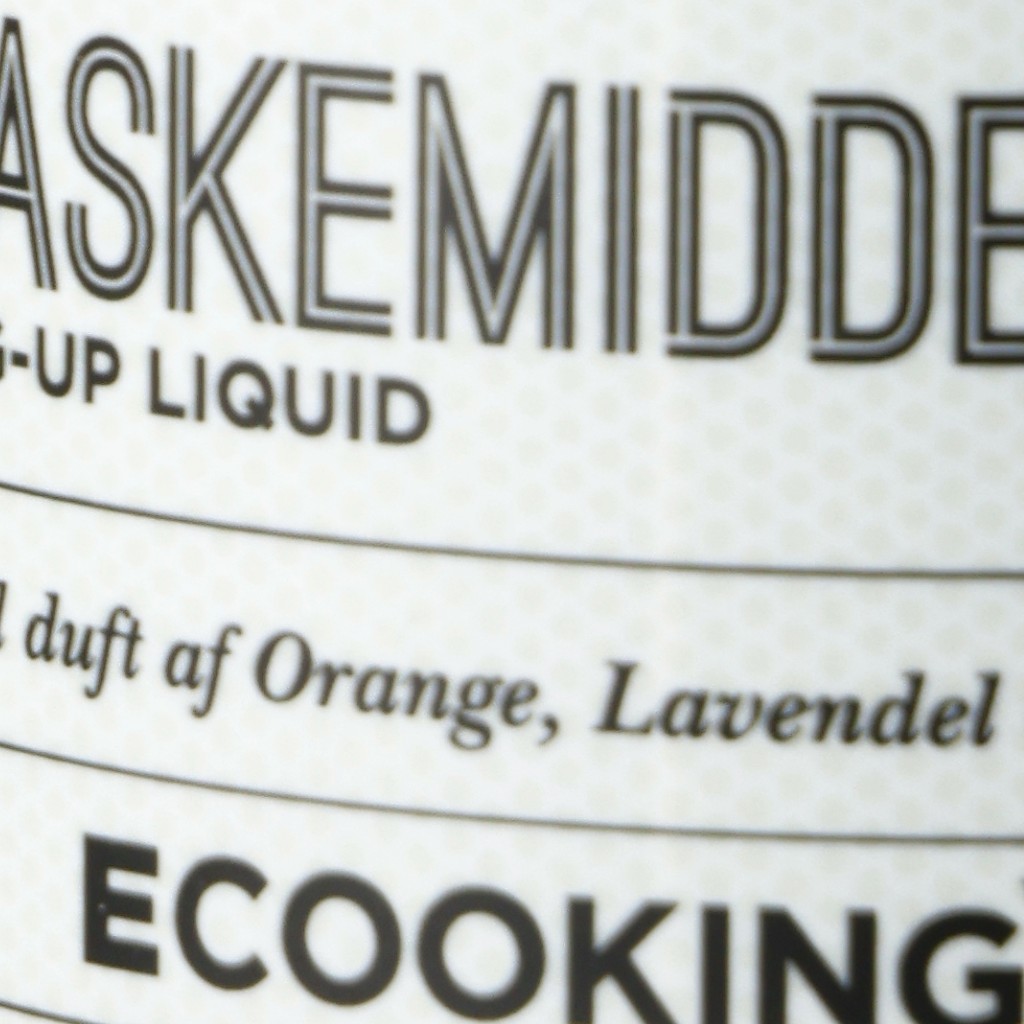 ASKEMIDDE
G-UP LIQUID
duft af Orange, Lavendel
ECOOKING